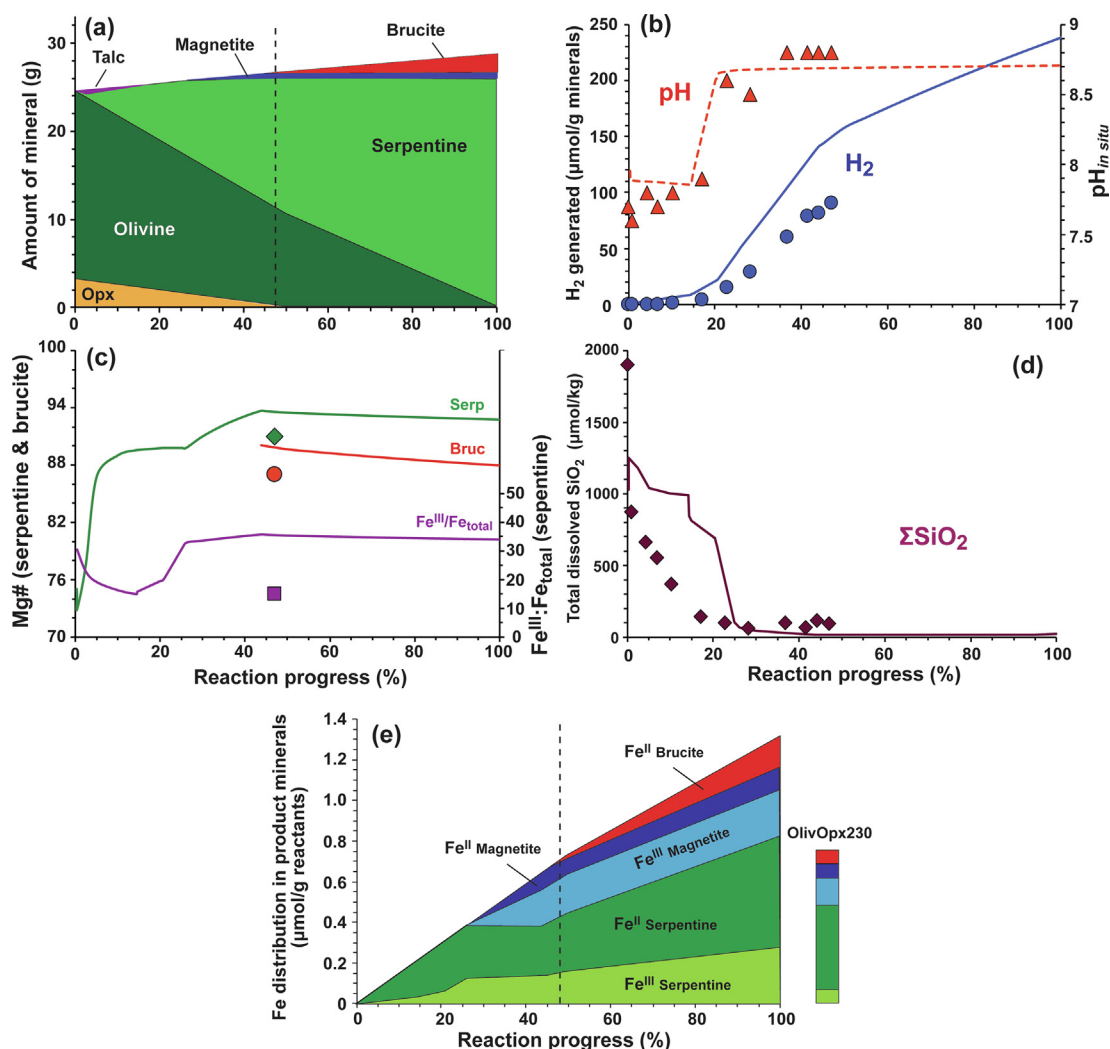 (a)
Talc
Magnetite
Brucite
Serpentine
Olivine
Opx
Amount of mineral (g)
30
20
10
0
0 20 40 60 80 100
(b)
pH
H2
H2 generated (µmol/g minerals)
250
200
150
100
50
0
0 20 40 60 80 100
9
8.5
8
7.5
7
pHin situ
(c)
Serp
Bruc
FeIII/Fetotal
Mg# (serpentine & brucite)
100
94
88
82
76
70
50
40
30
20
10
0
FeIII:Fetotal (sepentine)
0 20 40 60 80 100
Reaction progress (%)
(d)
ΣSiO2
Total dissolved SiO2 (µmol/kg)
2000
1500
1000
500
0
0 20 40 60 80 100
Reaction progress (%)
(e)
FeII Brucite
FeII Magnetite
FeIII Magnetite
FeII Serpentine
FeIII Serpentine
OlivOpx230
Fe distribution in product minerals
(µmol/g reactants)
1.4
1.2
1.0
0.8
0.6
0.4
0.2
0
0 20 40 60 80 100
Reaction progress (%)